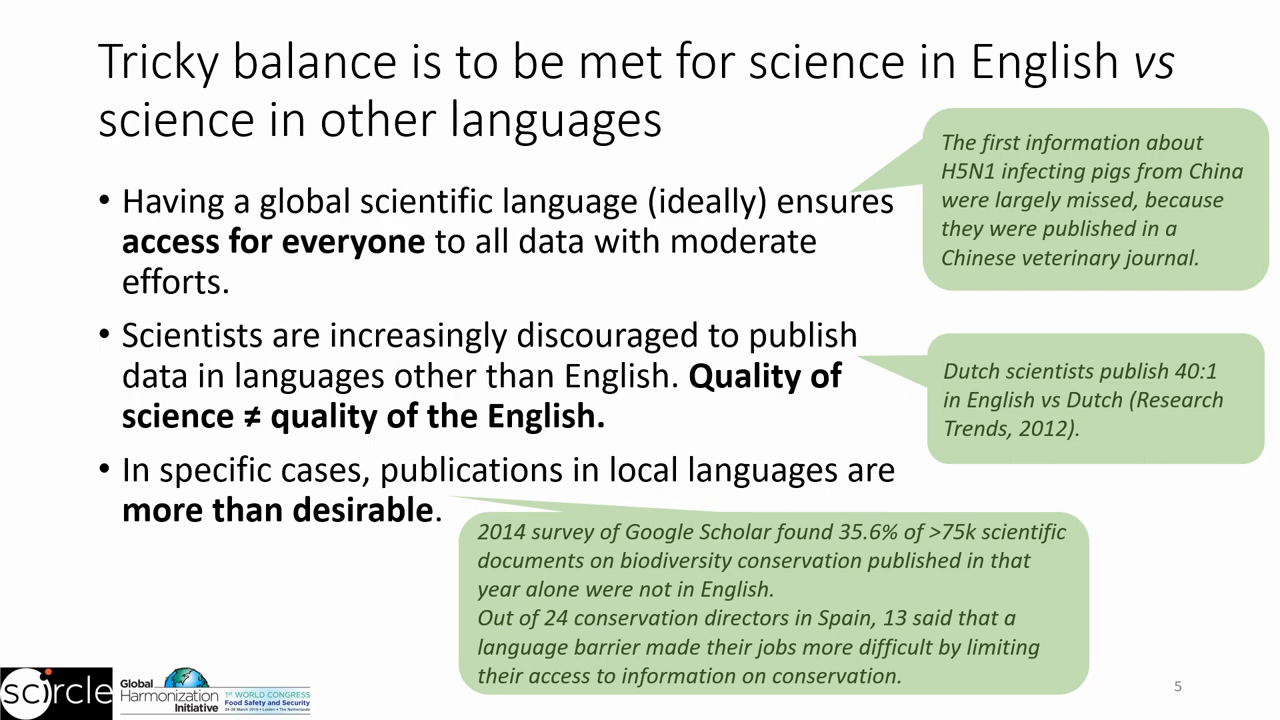 Tricky balance is to be met for science in English vs
science in other languages
• Having a global scientific language (ideally) ensures
access for everyone to all data with moderate
efforts.
• Scientists are increasingly discouraged to publish
data in languages other than English. Quality of
science ≠ quality of the English.
• In specific cases, publications in local languages are
more than desirable.
The first information about
H5N1 infecting pigs from China
were largely missed, because
they were published in a
Chinese veterinary journal.
Dutch scientists publish 40:1
in English vs Dutch (Research
Trends, 2012).
2014 survey of Google Scholar found 35.6% of >75k scientific
documents on biodiversity conservation published in that
year alone were not in English.
Out of 24 conservation directors in Spain, 13 said that a
language barrier made their jobs more difficult by limiting
their access to information on conservation.
scircle
Global
Harmonization
Initiative
1ST WORLD CONGRESS
Food Safety and Security
24-28 March 2019 • Leiden • The Netherlands
5